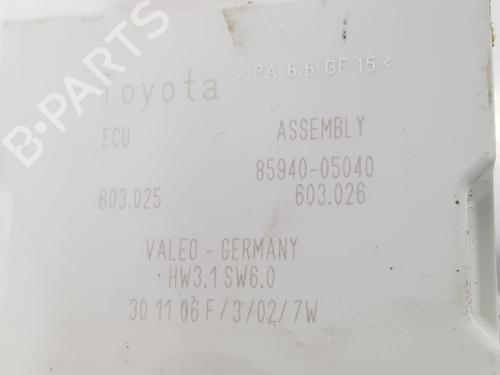 >PA 6.6 GF 15<
Toyota
ECU ASSEMBLY
85940-05040
603.025 603.026
VALEO - GERMANY
HW3.1 SW6.0
30 11 06 F/3/02/7W
B-PARTS